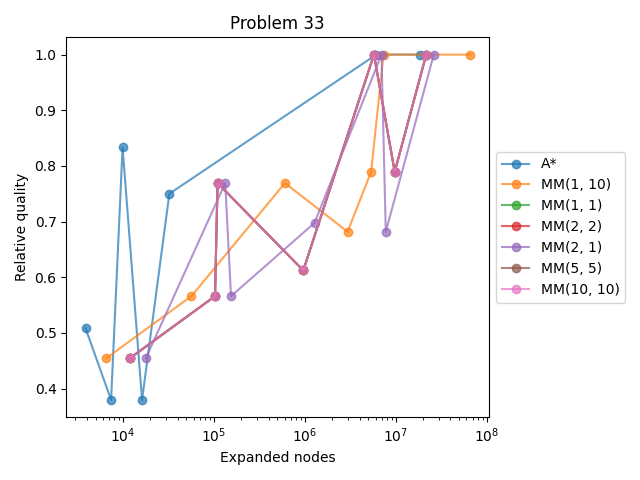 Problem 33
Relative quality
1.0
0.9
0.8
0.7
0.6
0.5
0.4
10^4
10^5
10^6
10^7
10^8
Expanded nodes
A*
MM(1, 10)
MM(1, 1)
MM(2, 2)
MM(2, 1)
MM(5, 5)
MM(10, 10)